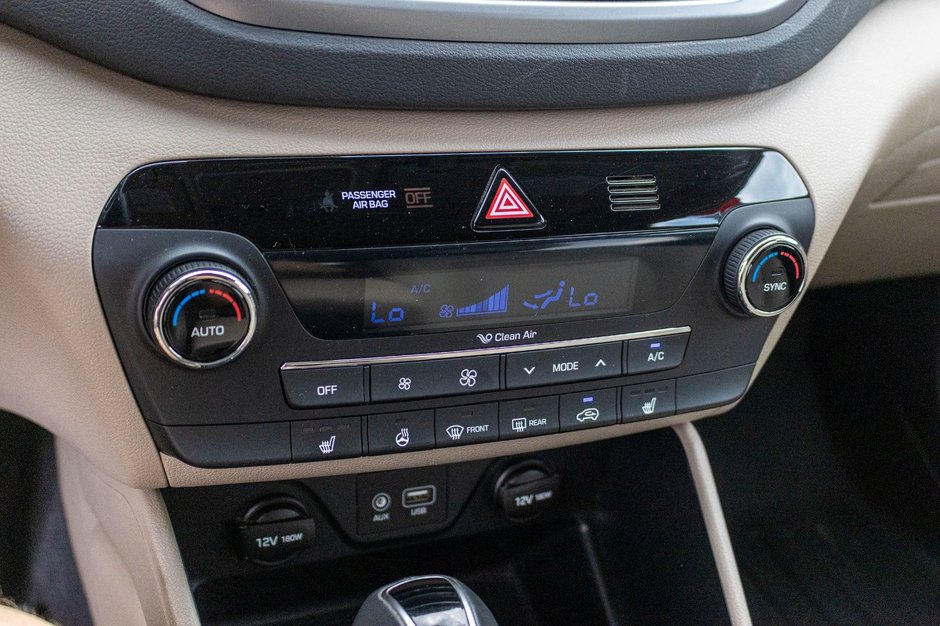 PASSENGER
AIR BAG
OFF
A/C
Lo
Lo
Clean Air
AUTO
SYNC
OFF
MODE
A/C
FRONT
REAR
AUX
USB
12V 180W
12V 180W